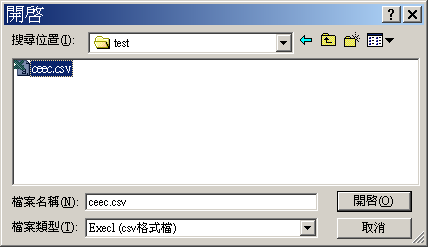 開啓
搜尋位置(I): test
ceec.csv
檔案名稱(N): ceec.csv 開啓(O)
檔案類型(T): Execl (csv格式檔) 取消